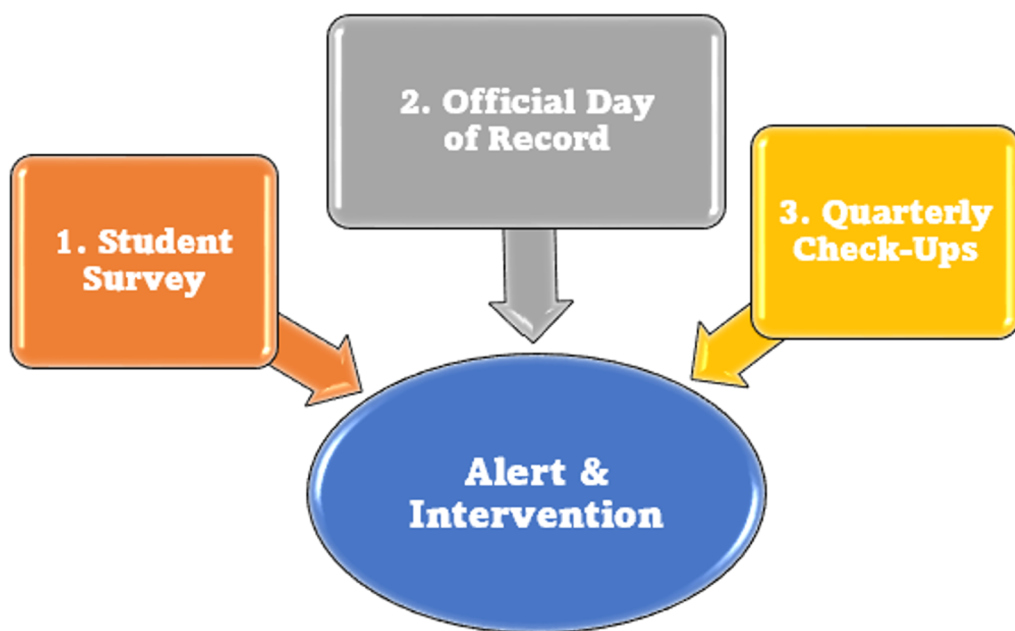 1. Student
Survey
2. Official Day
of Record
3. Quarterly
Check-Ups
Alert &
Intervention